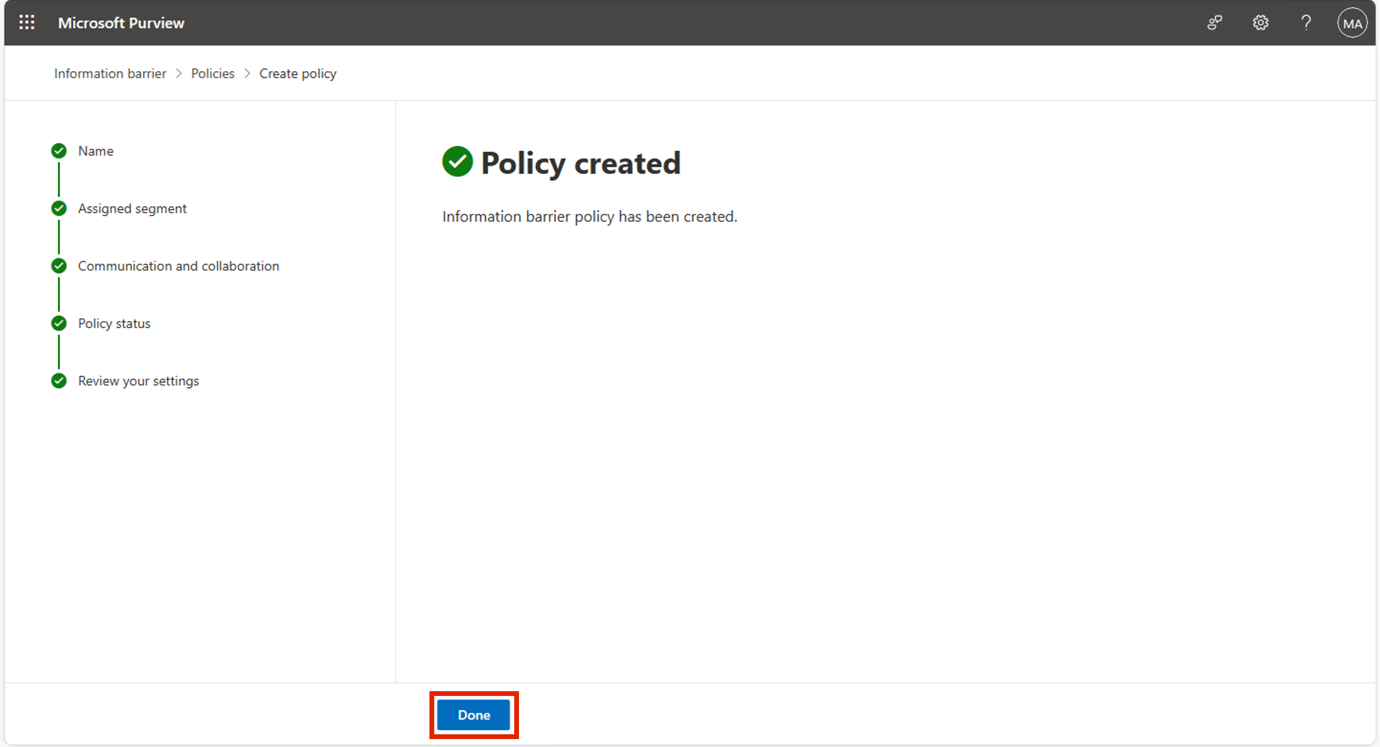 Microsoft Purview
?
MA
Information barrier > Policies > Create policy
Name
Assigned segment
Communication and collaboration
Policy status
Review your settings
Policy created
Information barrier policy has been created.
Done